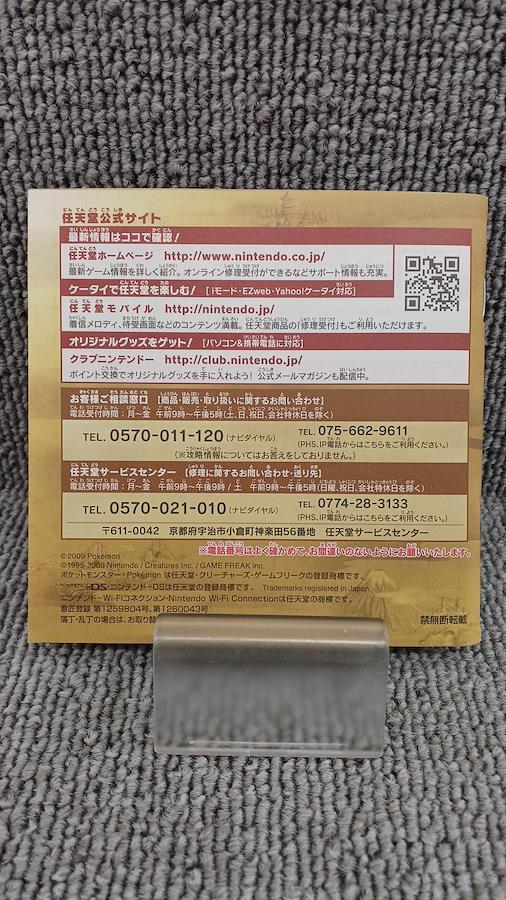 任天堂公式サイト
最新情報はココで確認！
任天堂ホームページ http://www.nintendo.co.jp/
最新ゲーム情報を詳しく紹介。オンライン修理受付ができるなどサポート情報も充実。
ケータイで任天堂を楽しむ！ [iモード・EZweb・Yahoo!ケータイ対応]
任天堂モバイル http://nintendo.jp/
着信メロディ、待受画面などのコンテンツ満載。任天堂商品の「修理受付」もご利用いただけます。
オリジナルグッズをゲット！ [パソコン&携帯電話に対応]
クラブニンテンドー http://club.nintendo.jp/
ポイント交換でオリジナルグッズを手に入れよう！公式メールマガジンも配信中。
お客様ご相談窓口 [商品・販売・取り扱いに関するお問い合わせ]
電話受付時間：月～金 午前9時～午後5時(土、日、祝日、会社特休日を除く)
TEL. 0570-011-120 (ナビダイヤル) TEL. 075-662-9611
(PHS、IP電話からはこちらをご利用ください。)
(※攻略情報についてはお答えをしておりません。)
任天堂サービスセンター [修理に関するお問い合わせ・送り先]
電話受付時間：月～金 午前9時～午後9時/土 午前9時～午後5時(日曜、祝日、会社特休日を除く)
TEL. 0570-021-010 (ナビダイヤル) TEL. 0774-28-3133
(PHS、IP電話からはこちらをご利用ください。)
〒611-0042 京都府宇治市小倉町神楽田56番地 任天堂サービスセンター
※電話番号はよく確かめて、お間違いのないようにお願いいたします。
©2009 Pokémon.
©1995-2009 Nintendo / Creatures inc. / GAME FREAK inc.
ポケットモンスター・Pokémon は任天堂・クリーチャーズ・ゲームフリークの登録商標です。
DS・ニンテンドーDSは任天堂の登録商標です。 Trademarks registered in Japan.
ニンテンドーWi-Fiコネクション・Nintendo Wi-Fi Connectionは任天堂の商標です。
意匠登録 第1259804号、第1260043号
落丁・乱丁の場合は、お取り替
禁無断転載